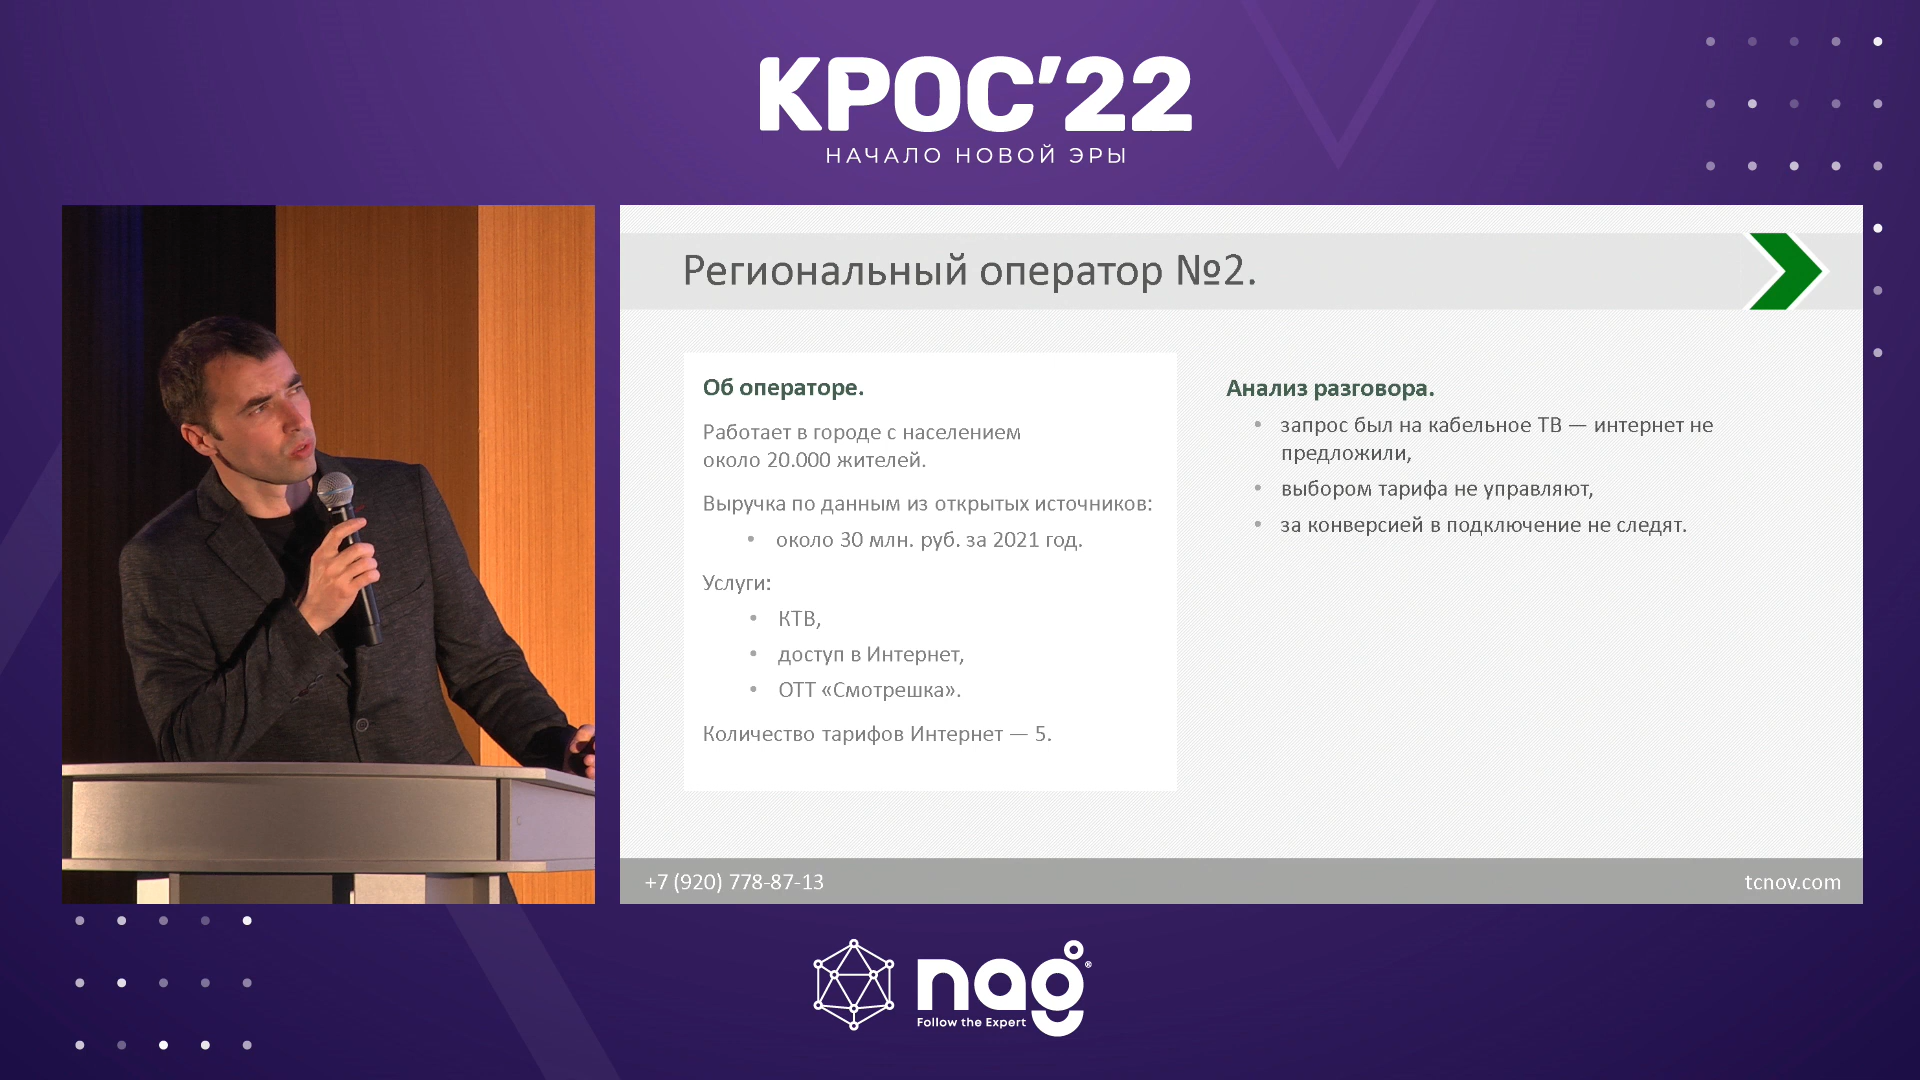 КРОС'22
НАЧАЛО НОВОЙ ЭРЫ
Региональный оператор №2.
Об операторе.
Работает в городе с населением
около 20.000 жителей.
Выручка по данным из открытых источников:
• около 30 млн. руб. за 2021 год.
Услуги:
• КТВ,
• доступ в Интернет,
• ОТТ «Смотрешка».
Количество тарифов Интернет — 5.
Анализ разговора.
• запрос был на кабельное ТВ — интернет не
предложили,
• выбором тарифа не управляют,
• за конверсией в подключение не следят.
+7 (920) 778-87-13
tcnov.com
nag®
Follow the Expert